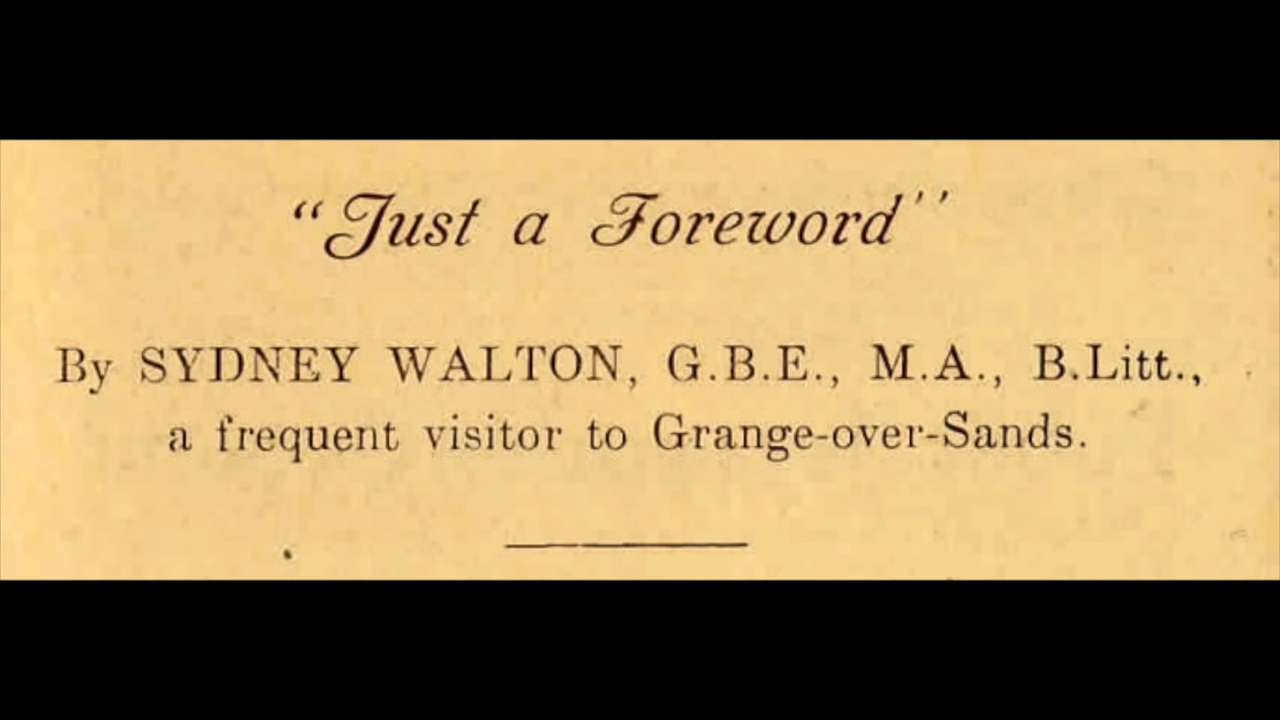 “Just a Foreword’’
By SYDNEY WALTON, G.B.E., M.A., B.Litt.,
a frequent visitor to Grange-over-Sands.